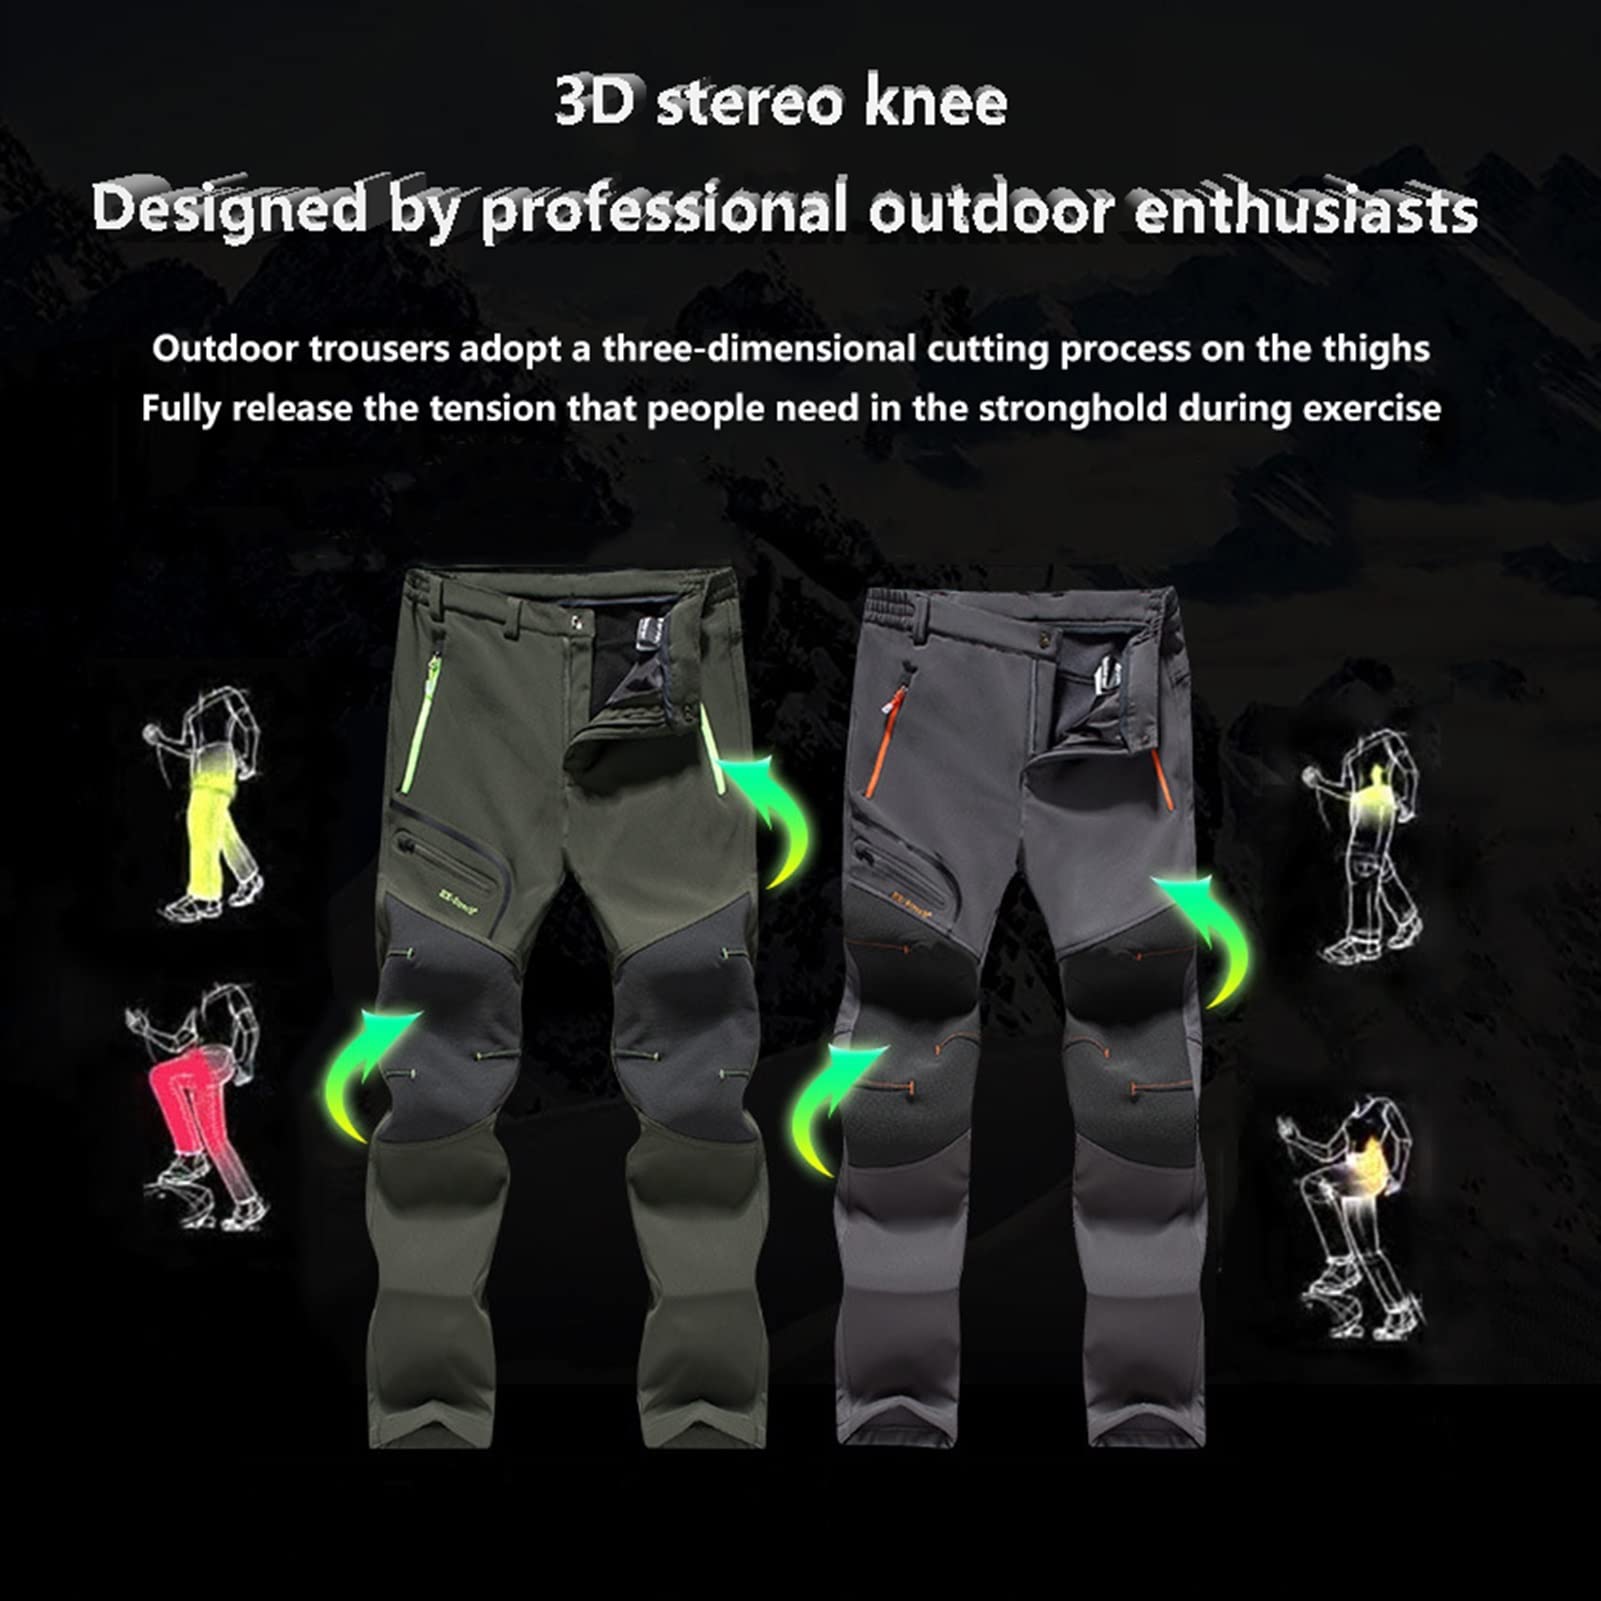 3D stereo knee
Designed by professional outdoor enthusiasts
Outdoor trousers adopt a three-dimensional cutting process on the thighs
Fully release the tension that people need in the stronghold during exercise